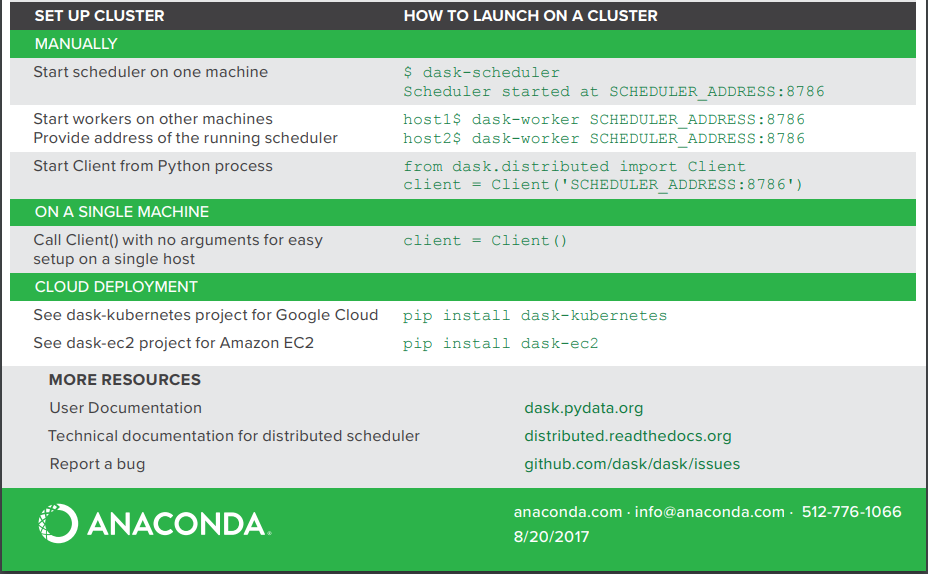 SET UP CLUSTER HOW TO LAUNCH ON A CLUSTER
MANUALLY
Start scheduler on one machine $ dask-scheduler
Scheduler started at SCHEDULER_ADDRESS:8786
Start workers on other machines host1$ dask-worker SCHEDULER_ADDRESS:8786
Provide address of the running scheduler host2$ dask-worker SCHEDULER_ADDRESS:8786
Start Client from Python process from dask.distributed import Client
client = Client('SCHEDULER_ADDRESS:8786')
ON A SINGLE MACHINE
Call Client() with no arguments for easy client = Client()
setup on a single host
CLOUD DEPLOYMENT
See dask-kubernetes project for Google Cloud pip install dask-kubernetes
See dask-ec2 project for Amazon EC2 pip install dask-ec2
MORE RESOURCES
User Documentation dask.pydata.org
Technical documentation for distributed scheduler distributed.readthedocs.org
Report a bug github.com/dask/dask/issues
ANACONDA. anaconda.com · info@anaconda.com · 512-776-1066
8/20/2017